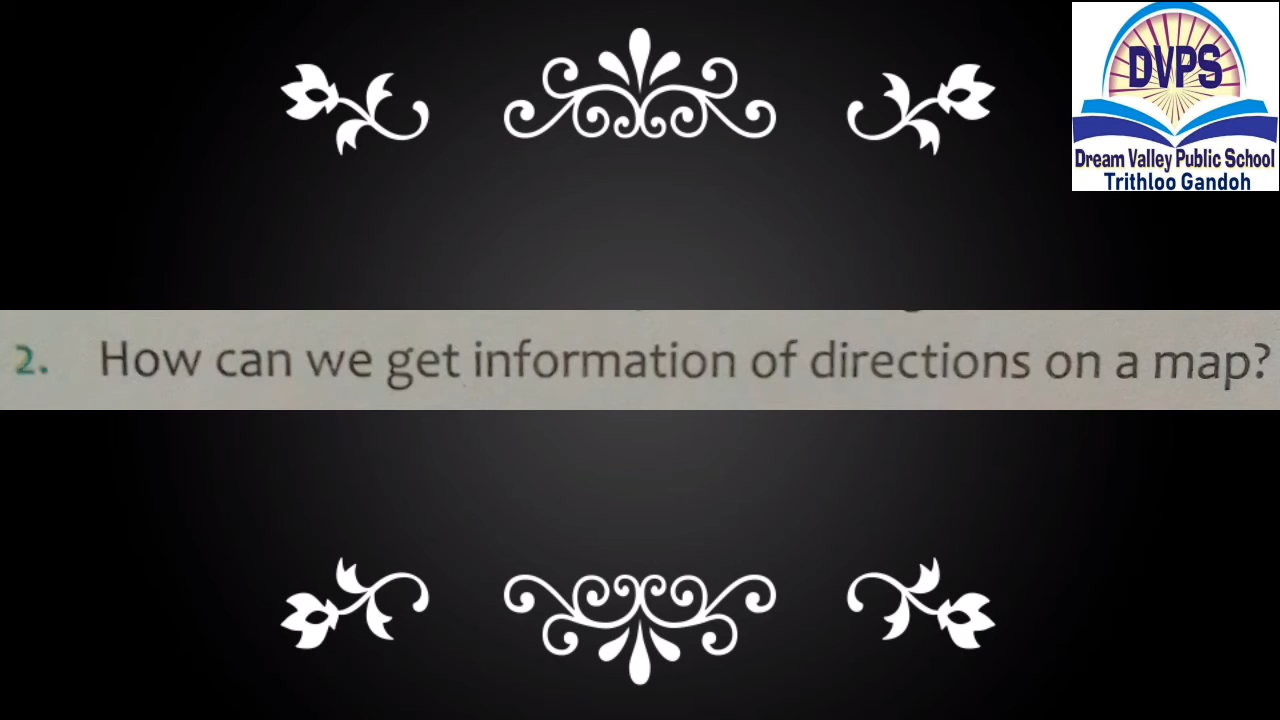 DVPS
Dream Valley Public School
Trithloo Gandoh
2. How can we get information of directions on a map?